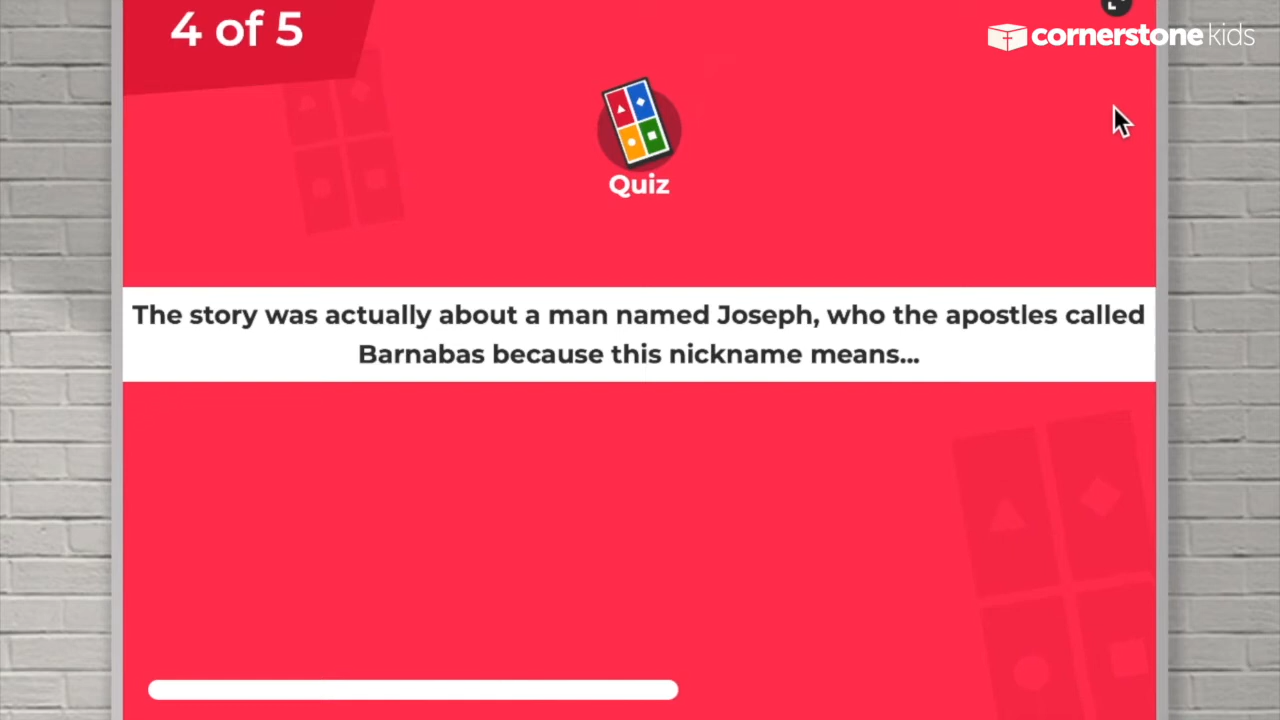 4 of 5
cornerstone kids
Quiz
The story was actually about a man named Joseph, who the apostles called
Barnabas because this nickname means...